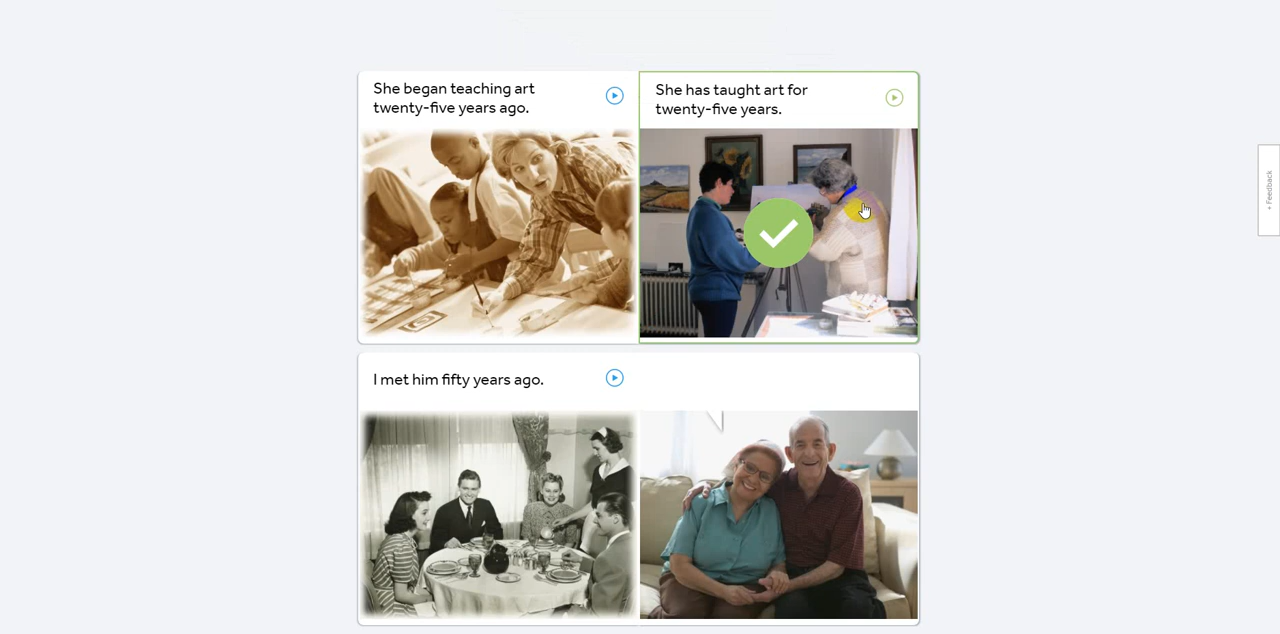 She began teaching art
twenty-five years ago.
She has taught art for
twenty-five years.
+ Feedback
I met him fifty years ago.